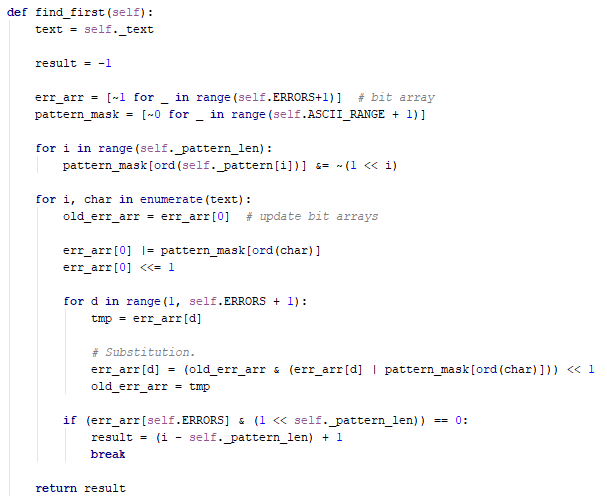 def find_first(self):
    text = self._text

    result = -1

    err_arr = [~1 for _ in range(self.ERRORS+1)]  # bit array
    pattern_mask = [~0 for _ in range(self.ASCII_RANGE + 1)]

    for i in range(self._pattern_len):
        pattern_mask[ord(self._pattern[i])] &= ~(1 << i)

    for i, char in enumerate(text):
        old_err_arr = err_arr[0]  # update bit arrays

        err_arr[0] |= pattern_mask[ord(char)]
        err_arr[0] <<= 1

        for d in range(1, self.ERRORS + 1):
            tmp = err_arr[d]

            # Substitution.
            err_arr[d] = (old_err_arr & (err_arr[d] | pattern_mask[ord(char)])) << 1
            old_err_arr = tmp

        if (err_arr[self.ERRORS] & (1 << self._pattern_len)) == 0:
            result = (i - self._pattern_len) + 1
            break

    return result